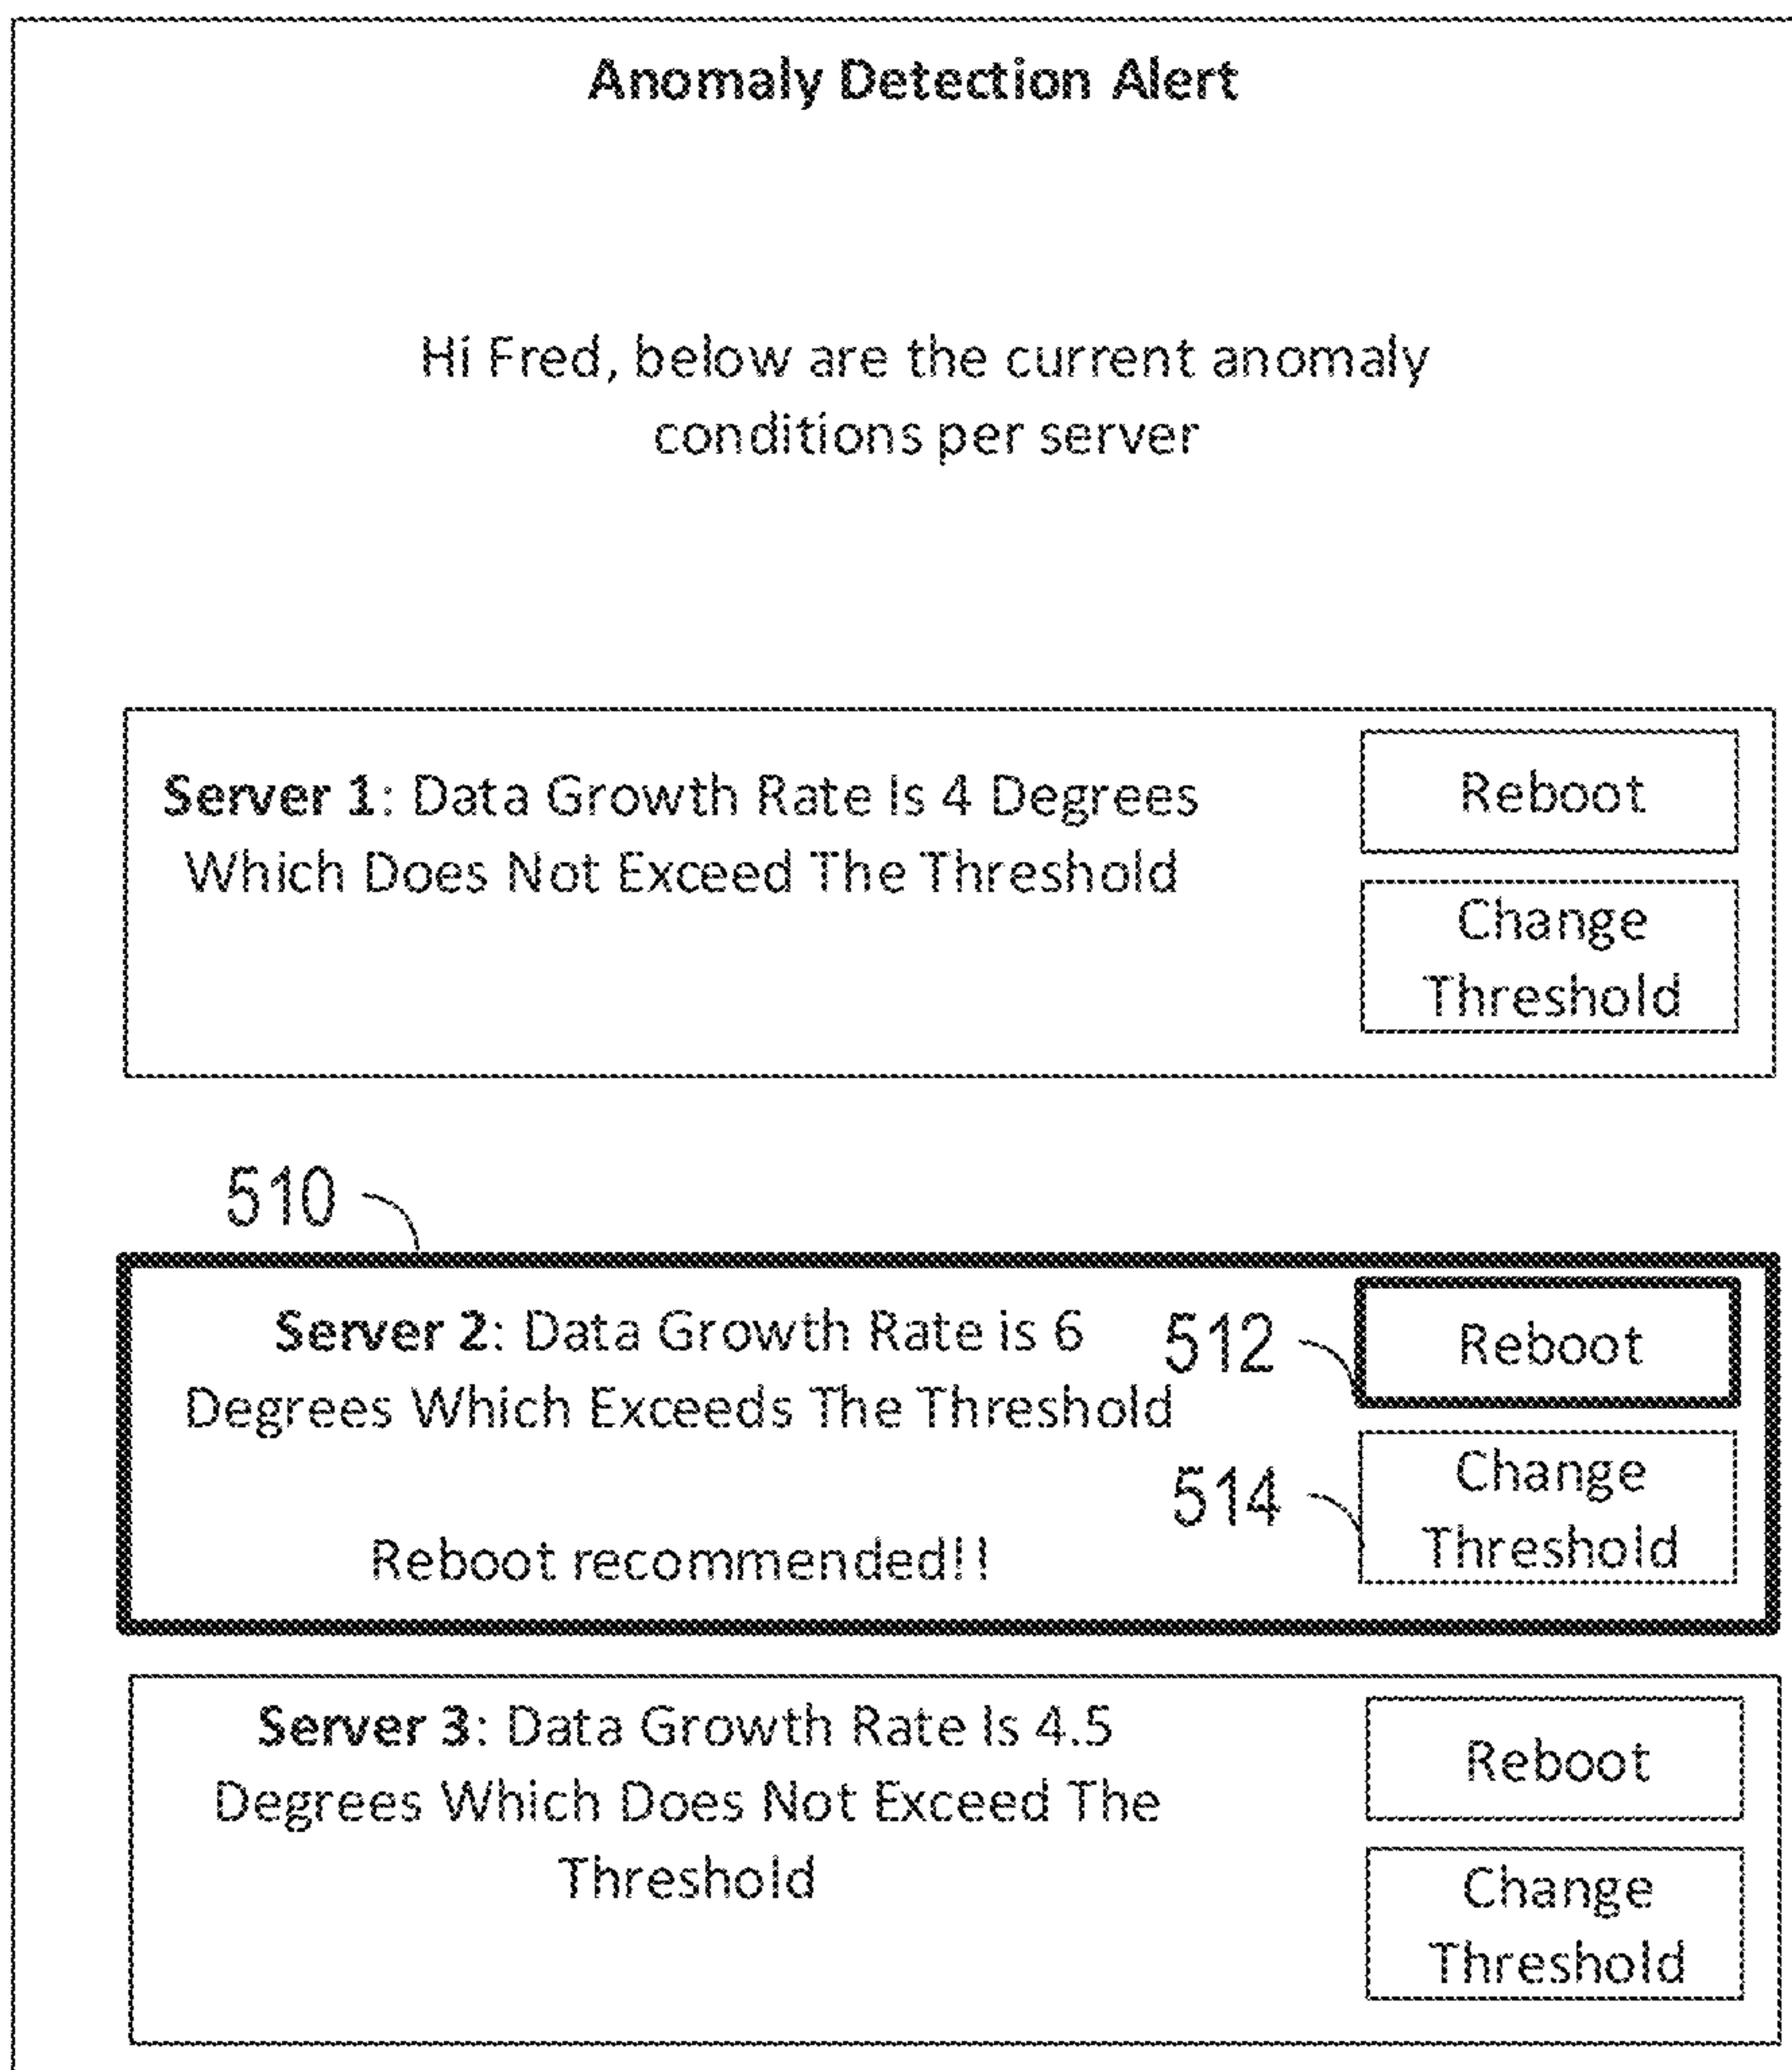 Anomaly Detection Alert
Hi Fred, below are the current anomaly
conditions per server
Server 1: Data Growth Rate Is 4 Degrees
Which Does Not Exceed The Threshold
Reboot
Change
Threshold
510
Server 2: Data Growth Rate is 6
Degrees Which Exceeds The Threshold
Reboot recommended!!
512
Reboot
514
Change
Threshold
Server 3: Data Growth Rate Is 4.5
Degrees Which Does Not Exceed The
Threshold
Reboot
Change
Threshold